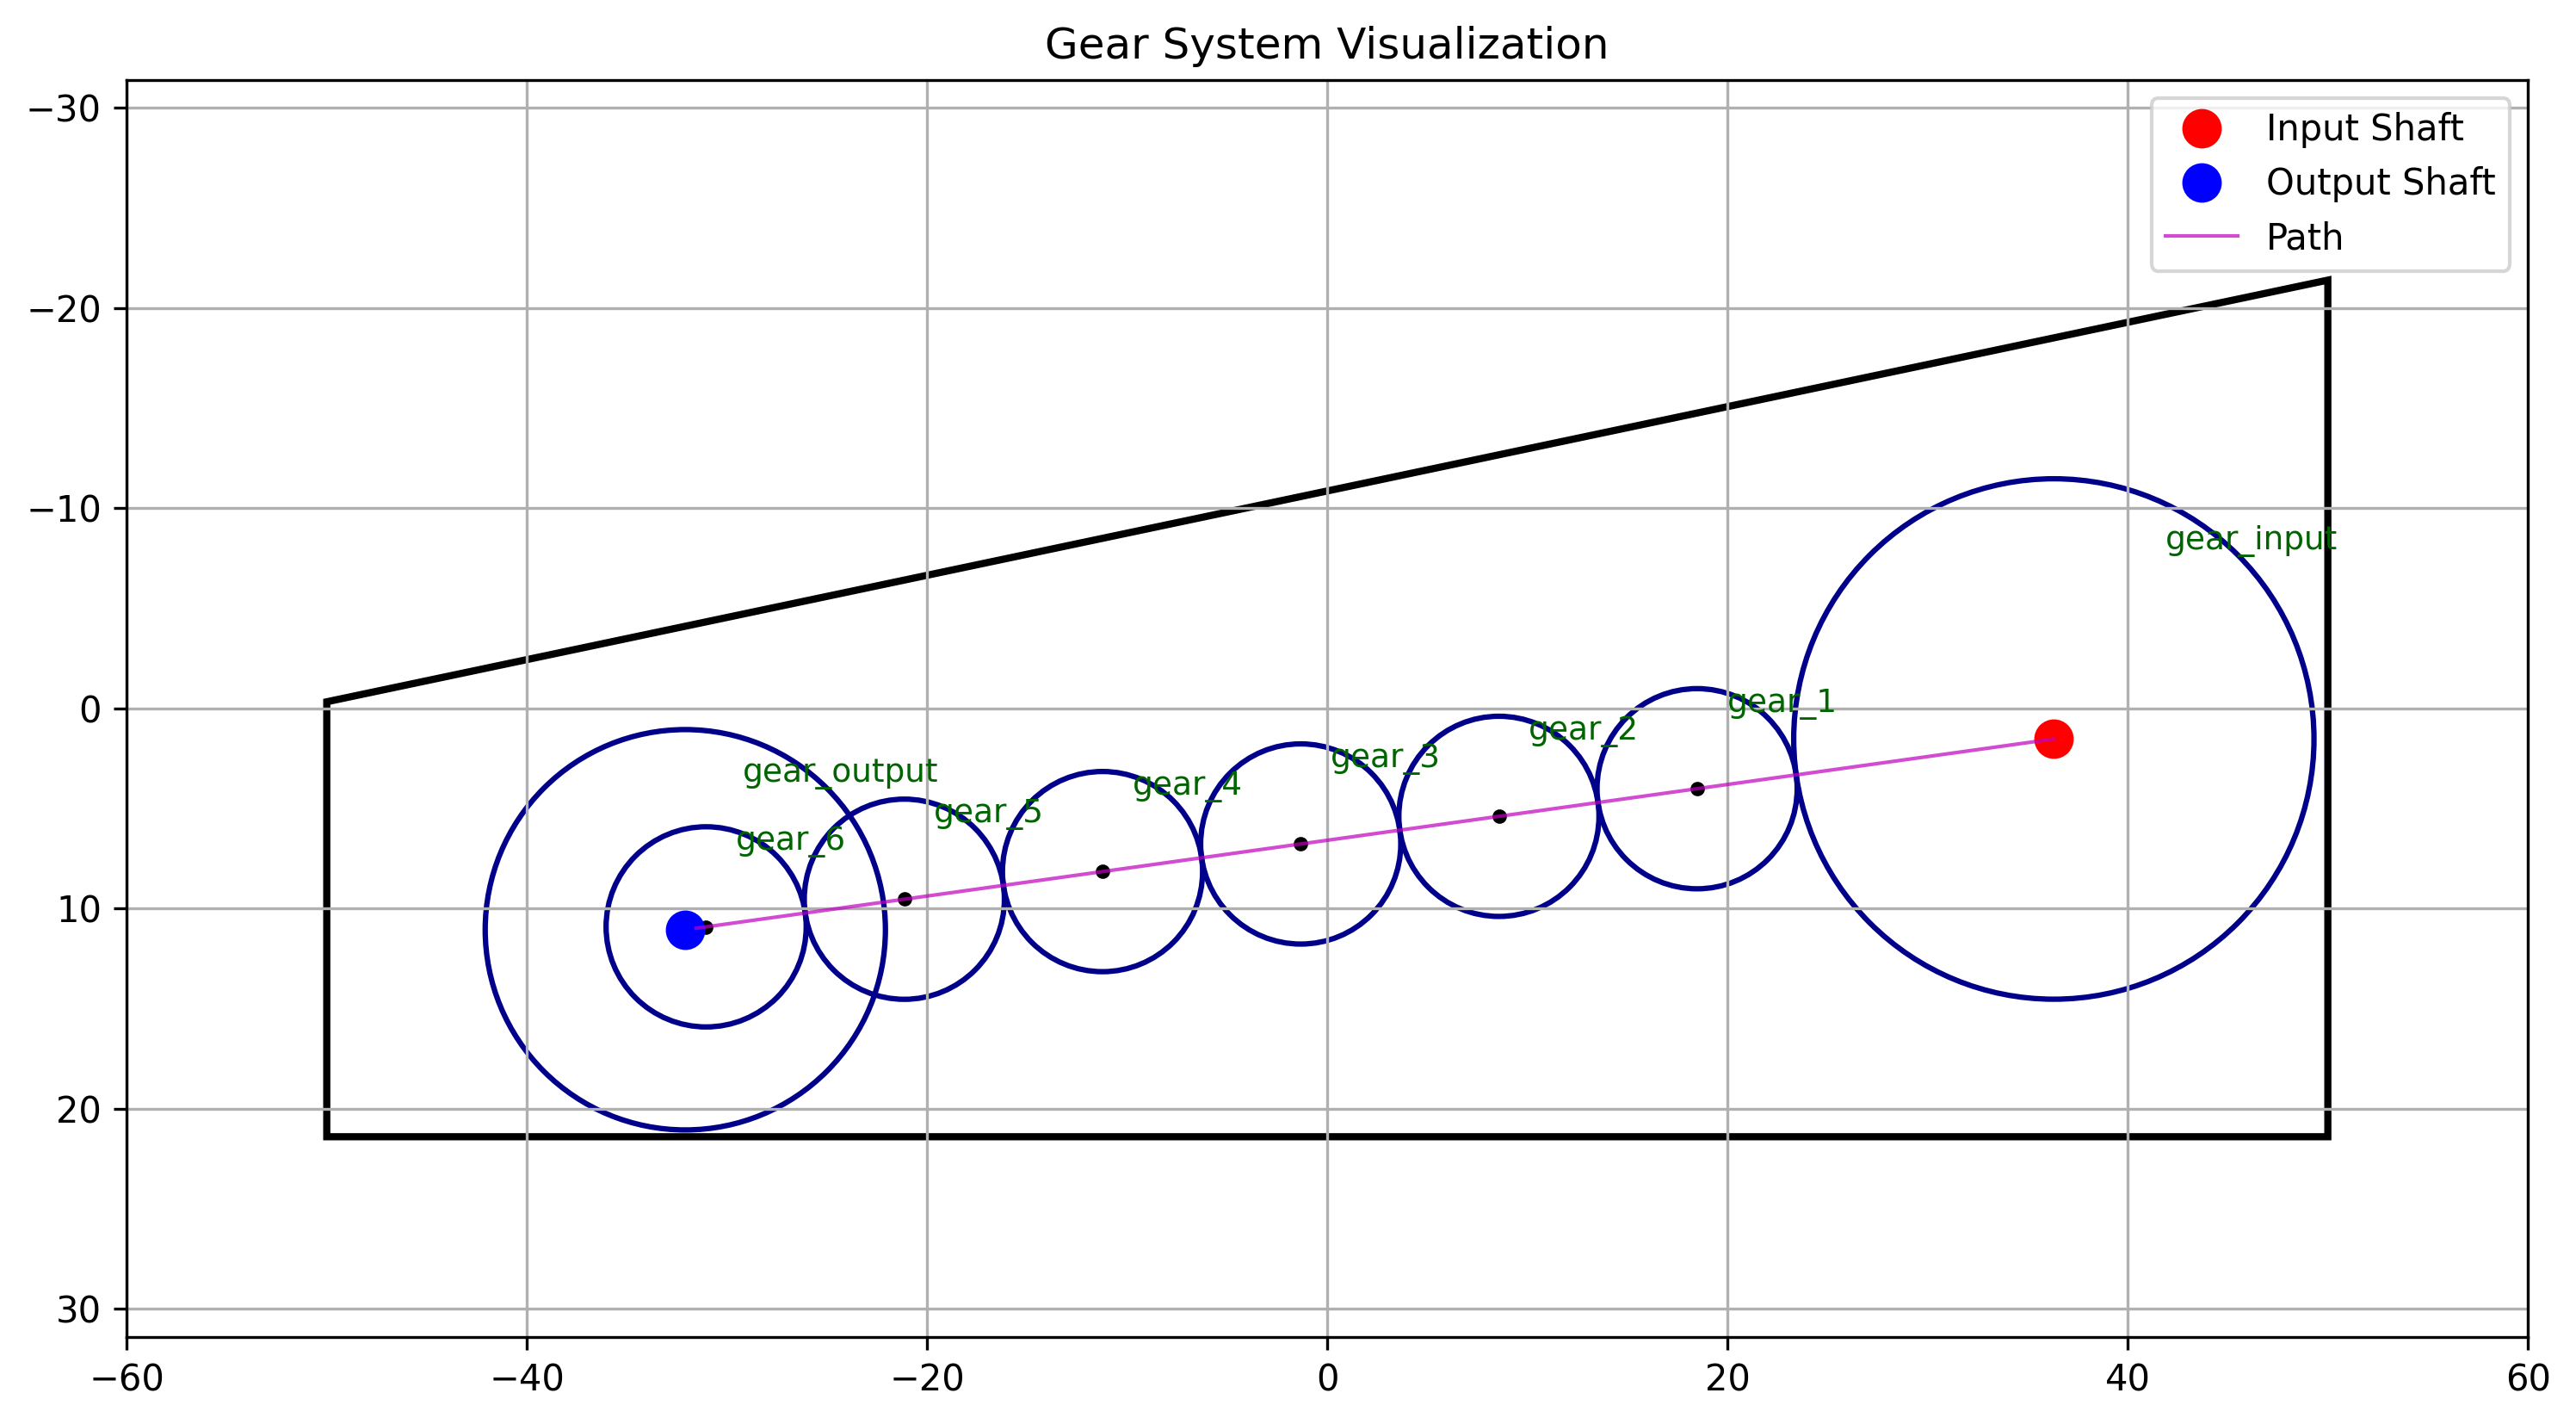 Gear System Visualization
Input Shaft
Output Shaft
Path
gear_input
gear_1
gear_2
gear_3
gear_4
gear_5
gear_output
gear_6
−30
−20
−10
0
10
20
30
−60
−40
−20
0
20
40
60